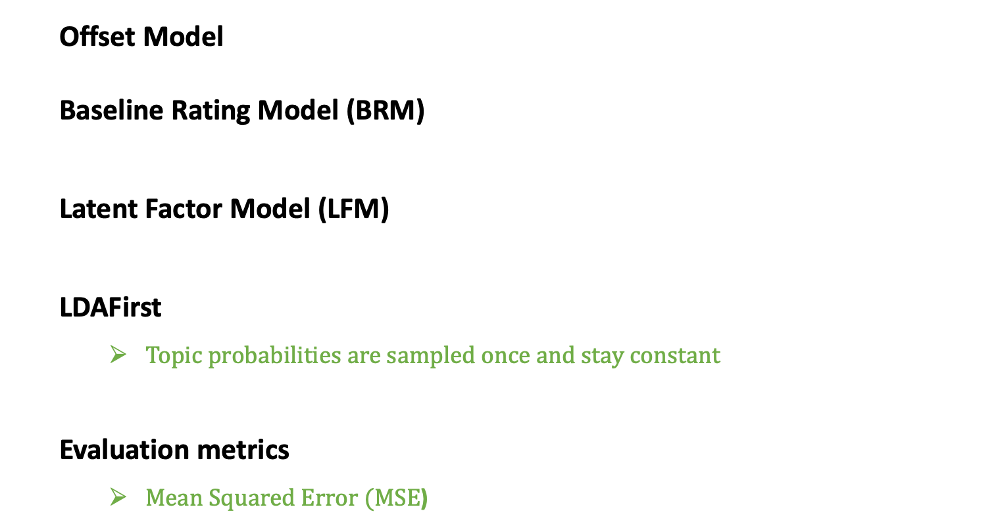 Offset Model
Baseline Rating Model (BRM)
Latent Factor Model (LFM)
LDAFirst
➢ Topic probabilities are sampled once and stay constant
Evaluation metrics
➢ Mean Squared Error (MSE)